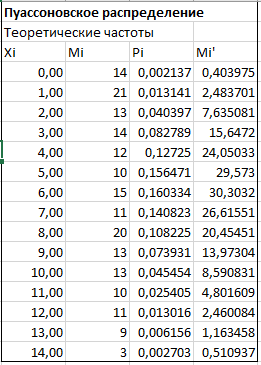 Пуассоновское распределение
Теоретические частоты
Xi Mi Pi Mi'
0,00 14 0,002137 0,403975
1,00 21 0,013141 2,483701
2,00 13 0,040397 7,635081
3,00 14 0,082789 15,6472
4,00 12 0,12725 24,05033
5,00 10 0,156471 29,573
6,00 15 0,160334 30,3032
7,00 11 0,140823 26,61551
8,00 20 0,108225 20,45451
9,00 13 0,073931 13,97304
10,00 13 0,045454 8,590831
11,00 10 0,025405 4,801609
12,00 11 0,013016 2,460084
13,00 9 0,006156 1,163458
14,00 3 0,002703 0,510937